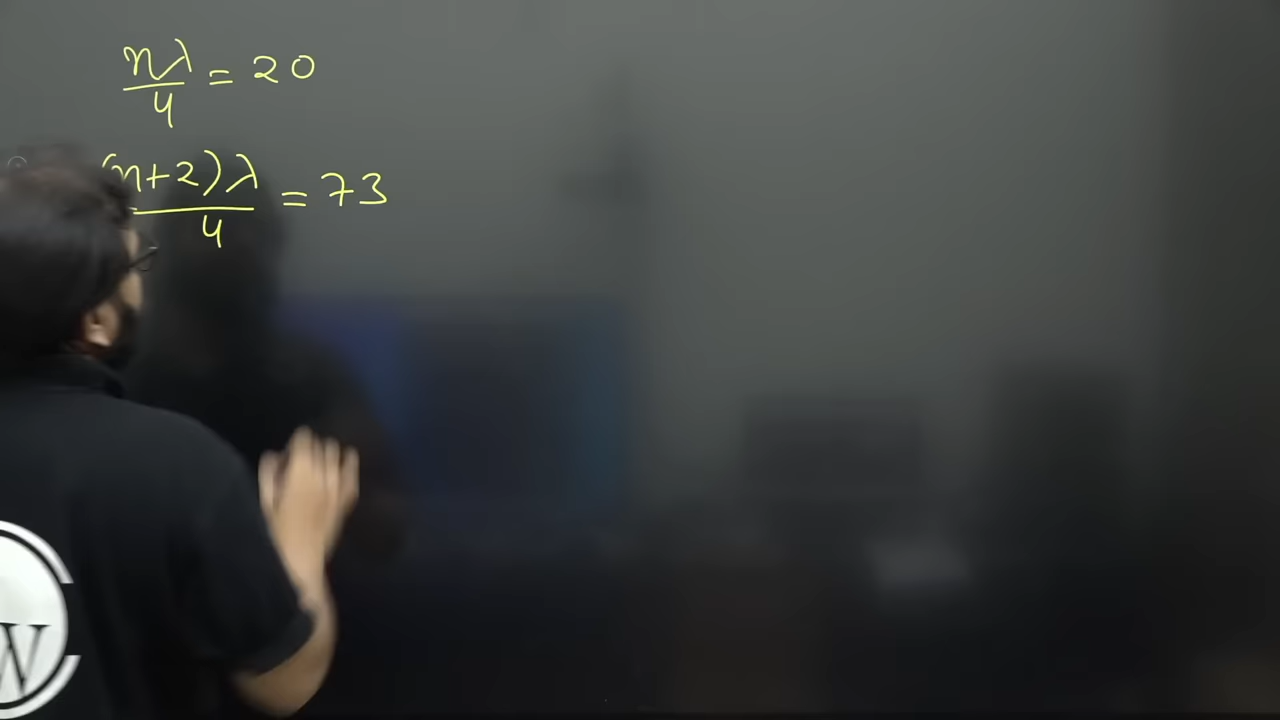 nλ/4 = 20
(n+2)λ/4 = 73
W